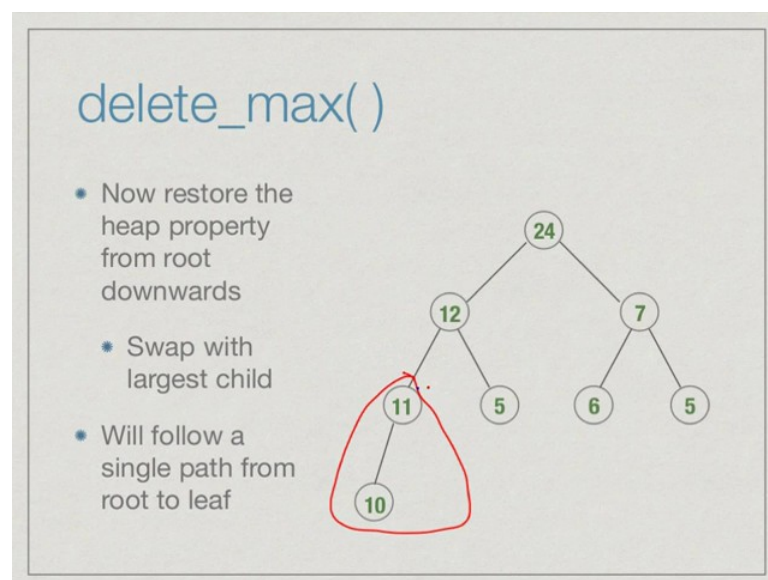 delete_max( )
Now restore the
heap property
from root
downwards
Swap with
largest child
Will follow a
single path from
root to leaf
24
12
7
11
5
6
5
10